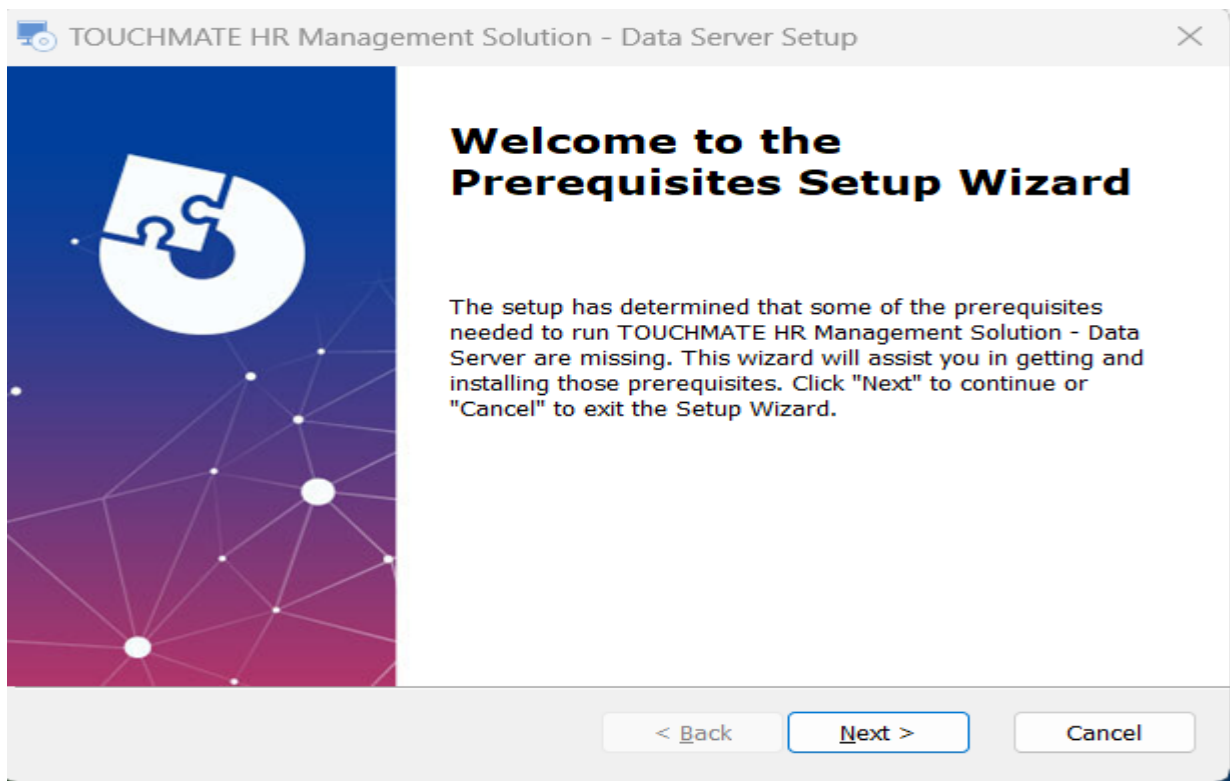 TOUCHMATE HR Management Solution - Data Server Setup
Welcome to the
Prerequisites Setup Wizard
The setup has determined that some of the prerequisites
needed to run TOUCHMATE HR Management Solution - Data
Server are missing. This wizard will assist you in getting and
installing those prerequisites. Click "Next" to continue or
"Cancel" to exit the Setup Wizard.
< Back
Next >
Cancel